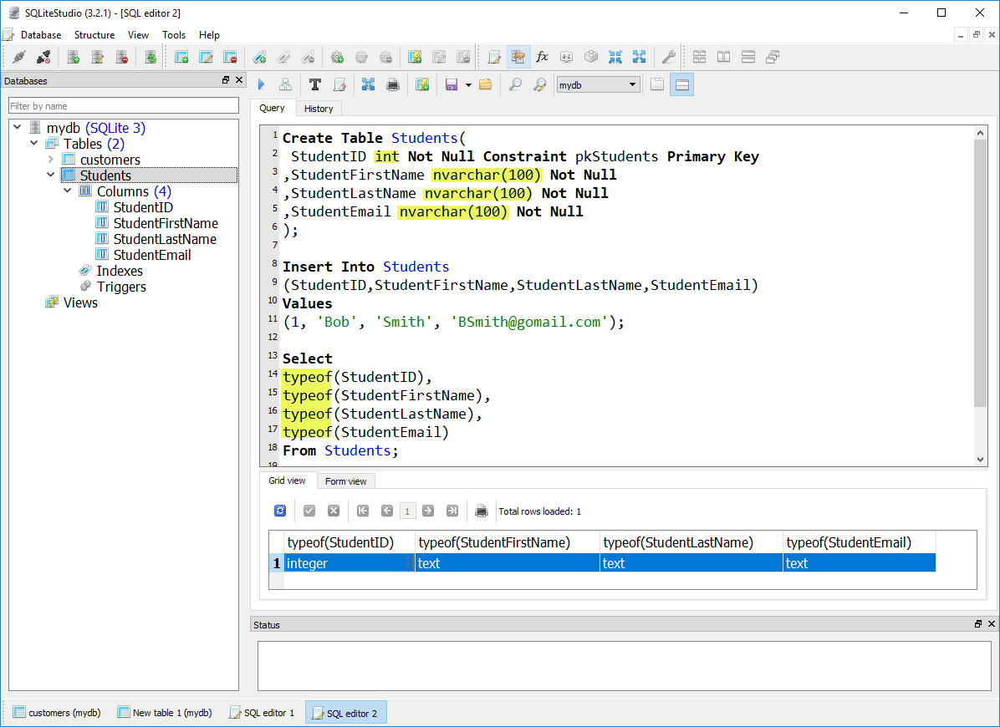 SQLiteStudio (3.2.1) - [SQL editor 2]
Database Structure View Tools Help
Databases
Filter by name
mydb (SQLite 3)
Tables (2)
customers
Students
Columns (4)
StudentID
StudentFirstName
StudentLastName
StudentEmail
Indexes
Triggers
Views
mydb
Query History
1 Create Table Students(
2 StudentID int Not Null Constraint pkStudents Primary Key
3 ,StudentFirstName nvarchar(100) Not Null
4 ,StudentLastName nvarchar(100) Not Null
5 ,StudentEmail nvarchar(100) Not Null
6 );
7
8 Insert Into Students
9 (StudentID,StudentFirstName,StudentLastName,StudentEmail)
10 Values
11 (1, 'Bob', 'Smith', 'BSmith@gomail.com');
12
13 Select
14 typeof(StudentID),
15 typeof(StudentFirstName),
16 typeof(StudentLastName),
17 typeof(StudentEmail)
18 From Students;
19
Grid view Form view
1 Total rows loaded: 1
typeof(StudentID) typeof(StudentFirstName) typeof(StudentLastName) typeof(StudentEmail)
1 integer text text text
Status
customers (mydb) New table 1 (mydb) SQL editor 1 SQL editor 2